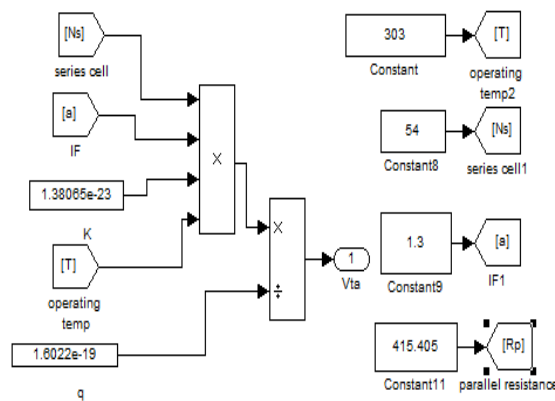 [Ns]
series cell
[a]
IF
1.38065e-23
K
[T]
operating
temp
1.6022e-19
q
×
×
÷
1
Vta
303
Constant
[T]
operating
temp2
54
Constant8
[Ns]
series cell1
1.3
Constant9
[a]
IF1
415.405
Constant11
[Rp]
parallel resistance